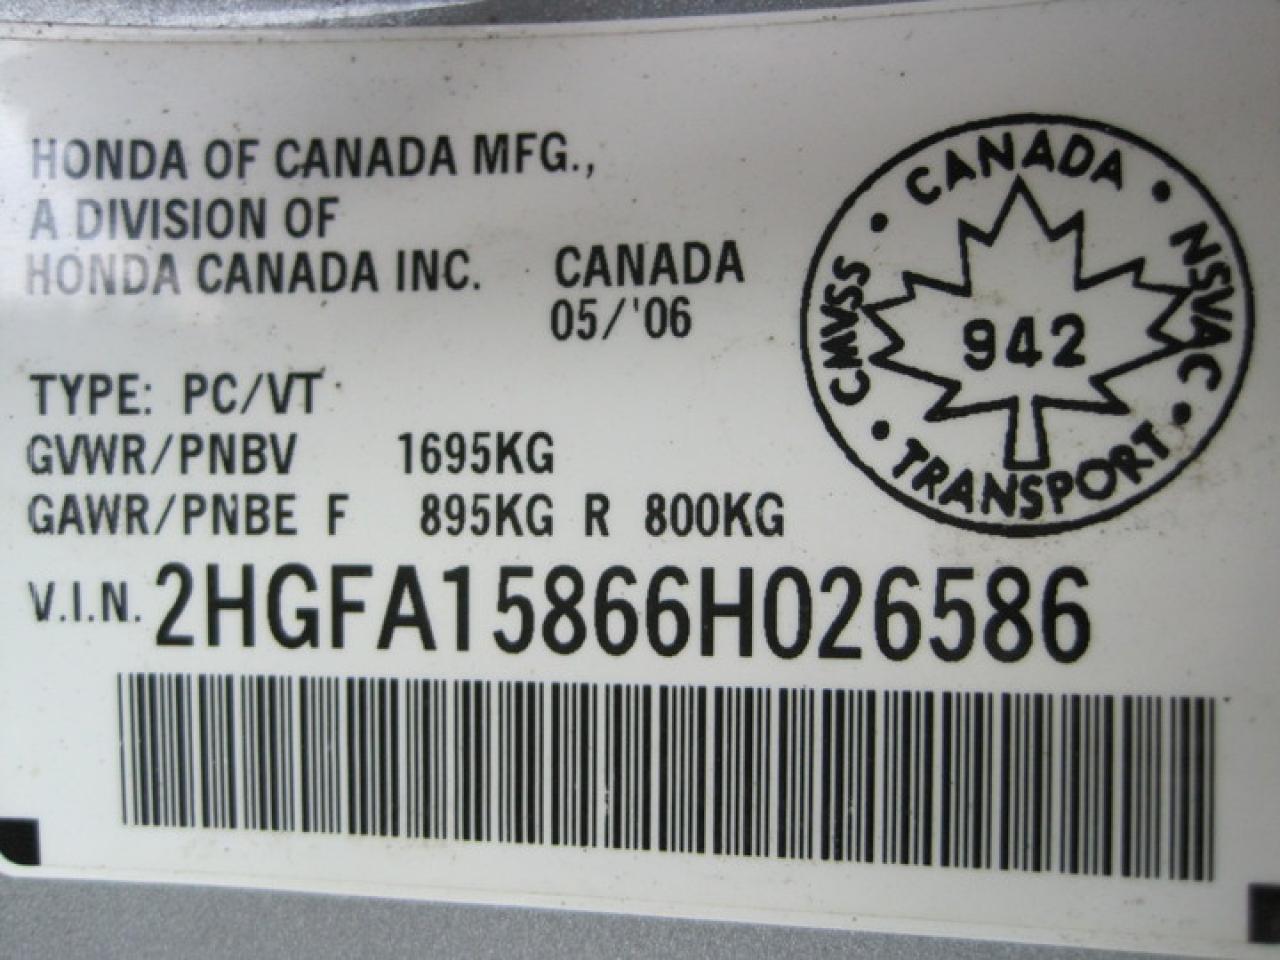 HONDA OF CANADA MFG.,
A DIVISION OF
HONDA CANADA INC. CANADA
05/'06
TYPE: PC/VT
GVWR/PNBV 1695KG
GAWR/PNBE F 895KG R 800KG
V.I.N. 2HGFA15866H026586
CANADA • NSVAC • TRANSPORT • CMVSS •
942